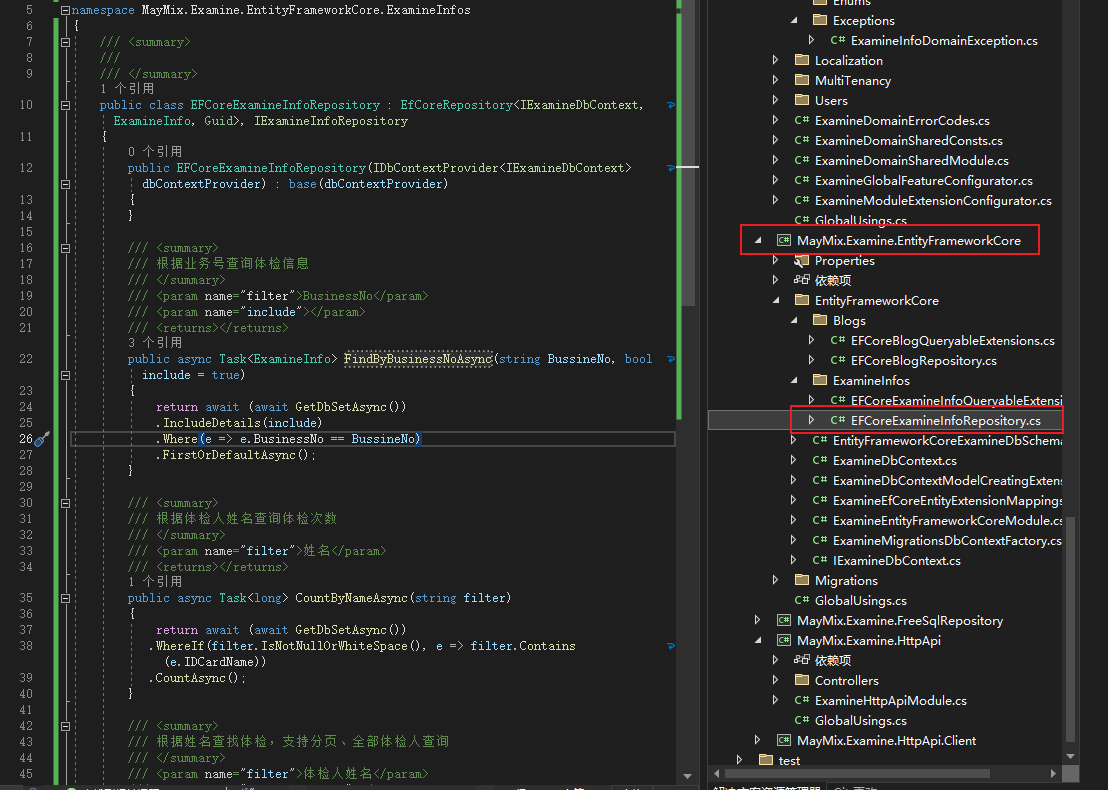 5 namespace MayMix.Examine.EntityFrameworkCore.ExamineInfos
6 {
7 /// <summary>
8 ///
9 /// </summary>
1 个引用
10 public class EFCoreExamineInfoRepository : EfCoreRepository<IExamineDbContext,
ExamineInfo, Guid>, IExamineInfoRepository
11 {
0 个引用
12 public EFCoreExamineInfoRepository(IDbContextProvider<IExamineDbContext>
dbContextProvider) : base(dbContextProvider)
13 {
14 }
15
16 /// <summary>
17 /// 根据业务号查询体检信息
18 /// </summary>
19 /// <param name="filter">BusinessNo</param>
20 /// <param name="include"></param>
21 /// <returns></returns>
3 个引用
22 public async Task<ExamineInfo> FindByBusinessNoAsync(string BussineNo, bool
include = true)
23 {
24 return await (await GetDbSetAsync())
25 .IncludeDetails(include)
26 .Where(e => e.BusinessNo == BussineNo)
27 .FirstOrDefaultAsync();
28 }
29
30 /// <summary>
31 /// 根据体检人姓名查询体检次数
32 /// </summary>
33 /// <param name="filter">姓名</param>
34 /// <returns></returns>
1 个引用
35 public async Task<long> CountByNameAsync(string filter)
36 {
37 return await (await GetDbSetAsync())
38 .WhereIf(filter.IsNotNullOrWhiteSpace(), e => filter.Contains
(e.IDCardName))
39 .CountAsync();
40 }
41
42 /// <summary>
43 /// 根据姓名查找体检，支持分页、全部体检人查询
44 /// </summary>
45 /// <param name="filter">体检人姓名</param>
Enums
Exceptions
C# ExamineInfoDomainException.cs
Localization
MultiTenancy
Users
C# ExamineDomainErrorCodes.cs
C# ExamineDomainSharedConsts.cs
C# ExamineDomainSharedModule.cs
C# ExamineGlobalFeatureConfigurator.cs
C# ExamineModuleExtensionConfigurator.cs
C# GlobalUsings.cs
C# MayMix.Examine.EntityFrameworkCore
Properties
依赖项
EntityFrameworkCore
Blogs
C# EFCoreBlogQueryableExtensions.cs
C# EFCoreBlogRepository.cs
ExamineInfos
C# EFCoreExamineInfoQueryableExtensi
C# EFCoreExamineInfoRepository.cs
C# EntityFrameworkCoreExamineDbSchema
C# ExamineDbContext.cs
C# ExamineDbContextModelCreatingExten
C# ExamineEfCoreEntityExtensionMappings
C# ExamineEntityFrameworkCoreModule.cs
C# ExamineMigrationsDbContextFactory.cs
C# IExamineDbContext.cs
Migrations
C# GlobalUsings.cs
C# MayMix.Examine.FreeSqlRepository
C# MayMix.Examine.HttpApi
依赖项
Controllers
C# ExamineHttpApiModule.cs
C# GlobalUsings.cs
C# MayMix.Examine.HttpApi.Client
test